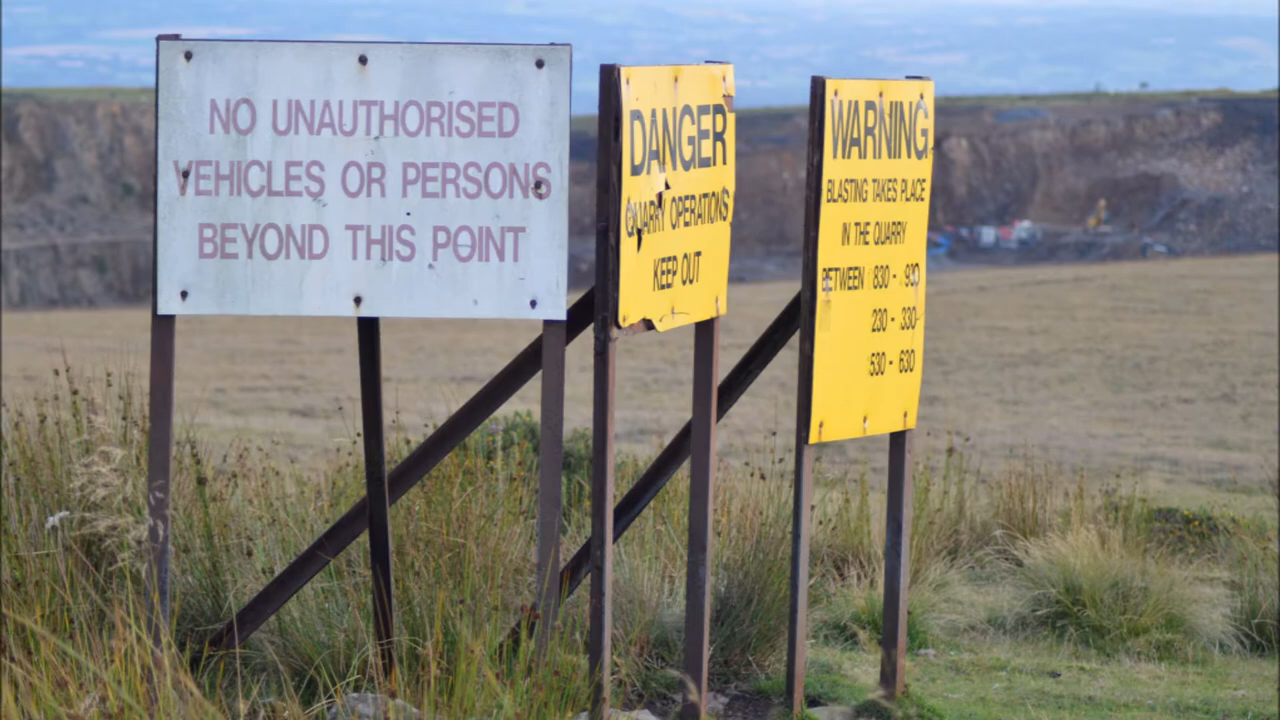 NO UNAUTHORISED
VEHICLES OR PERSONS
BEYOND THIS POINT
DANGER
QUARRY OPERATIONS
KEEP OUT
WARNING
BLASTING TAKES PLACE
IN THE QUARRY
BETWEEN 830 - 930
230 - 330
530 - 630